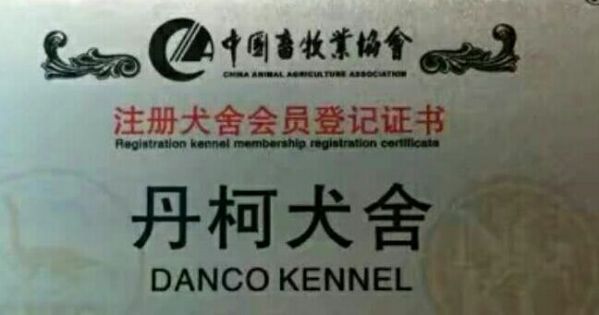 中国畜牧业协會
CHINA ANIMAL AGRICULTURE ASSOCIATION
注册犬舍会员登记证书
Registration kennel membership registration certificate
丹柯犬舍
DANCO KENNEL